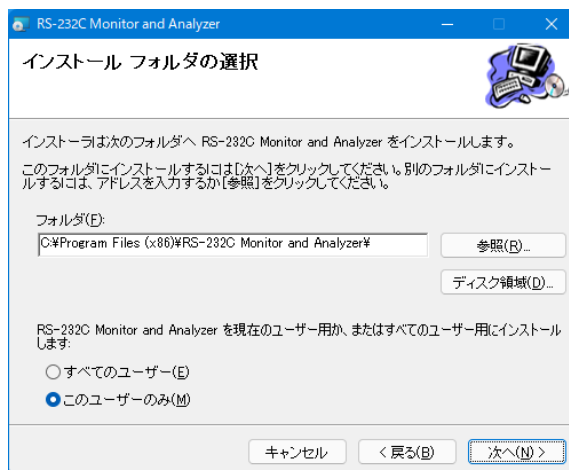 RS-232C Monitor and Analyzer
インストール フォルダの選択
インストーラは次のフォルダへ RS-232C Monitor and Analyzer をインストールします。
このフォルダにインストールするには[次へ]をクリックしてください。別のフォルダにインストー
ルするには、アドレスを入力するか[参照]をクリックしてください。
フォルダ(F):
C:¥Program Files (x86)¥RS-232C Monitor and Analyzer¥
参照(R)...
ディスク領域(D)...
RS-232C Monitor and Analyzer を現在のユーザー用か、またはすべてのユーザー用にインストール
します:
すべてのユーザー(E)
このユーザーのみ(M)
キャンセル
< 戻る(B)
次へ(N) >